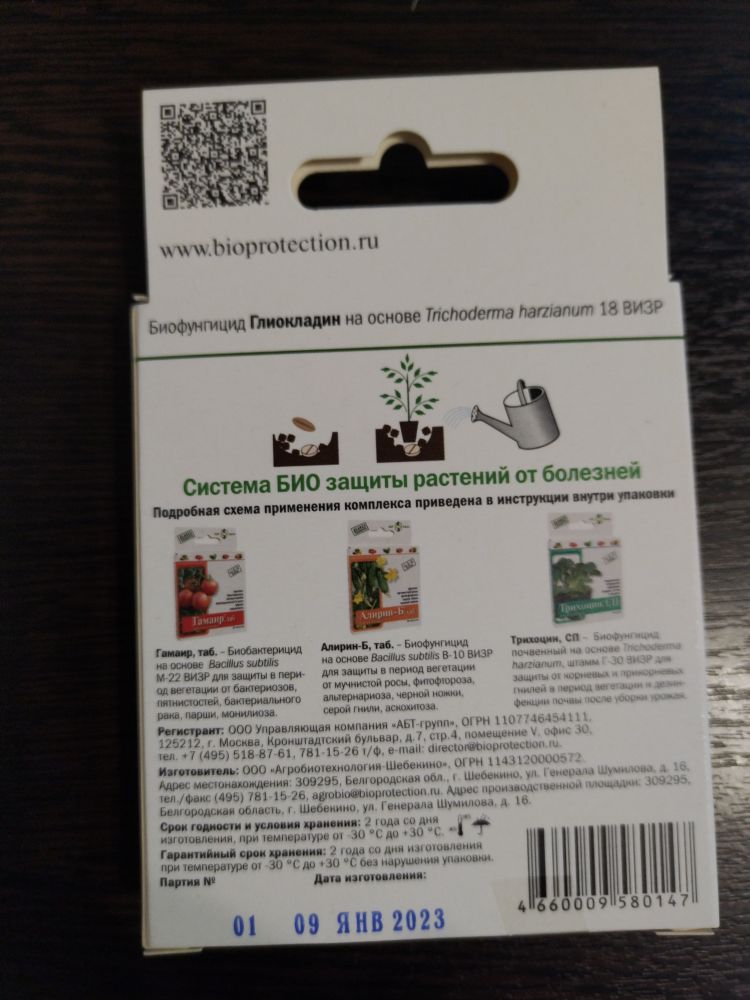 www.bioprotection.ru
Биофунгицид Глиокладин на основе Trichoderma harzianum 18 ВИЗР
Система БИО защиты растений от болезней
Подробная схема применения комплекса приведена в инструкции внутри упаковки
Гамаир, таб
Алирин-Б, таб
Трихоцин, СП
Гамаир, таб. – Биобактерицид
на основе Bacillus subtilis
М-22 ВИЗР для защиты в пери-
од вегетации от бактериозов,
пятнистостей, бактериального
рака, парши, монилиоза.
Алирин-Б, таб. – Биофунгицид
на основе Bacillus subtilis В-10 ВИЗР
для защиты в период вегетации
от мучнистой росы, фитофтороза,
альтернариоза, черной ножки,
серой гнили, аскохитоза.
Трихоцин, СП – Биофунгицид
почвенный на основе Trichoderma
harzianum, штамм Г-30 ВИЗР для
защиты от корневых и прикорневых
гнилей в период вегетации и дезин-
фекции почвы после уборки урожая.
Регистрант: ООО Управляющая компания «АБТ-групп», ОГРН 1107746454111,
125212, г. Москва, Кронштадтский бульвар, д.7, стр.4, помещение V, офис 30,
тел. +7 (495) 518-87-61, 781-15-26 т/ф, e-mail: director@bioprotection.ru.
Изготовитель: ООО «Агробиотехнология-Шебекино», ОГРН 1143120000572.
Адрес местонахождения: 309295, Белгородская обл., г. Шебекино, ул. Генерала Шумилова, д. 16,
тел./факс (495) 781-15-26, agrobio@bioprotection.ru. Адрес производственной площадки: 309295,
Белгородская область, г. Шебекино, ул. Генерала Шумилова, д. 16.
Срок годности и условия хранения: 2 года со дня
изготовления, при температуре от -30 °С до +30 °С.
Гарантийный срок хранения: 2 года со дня изготовления
при температуре от -30 °С до +30 °С без нарушения упаковки.
Партия № Дата изготовления:
01 09 ЯНВ 2023
4 660009 580147